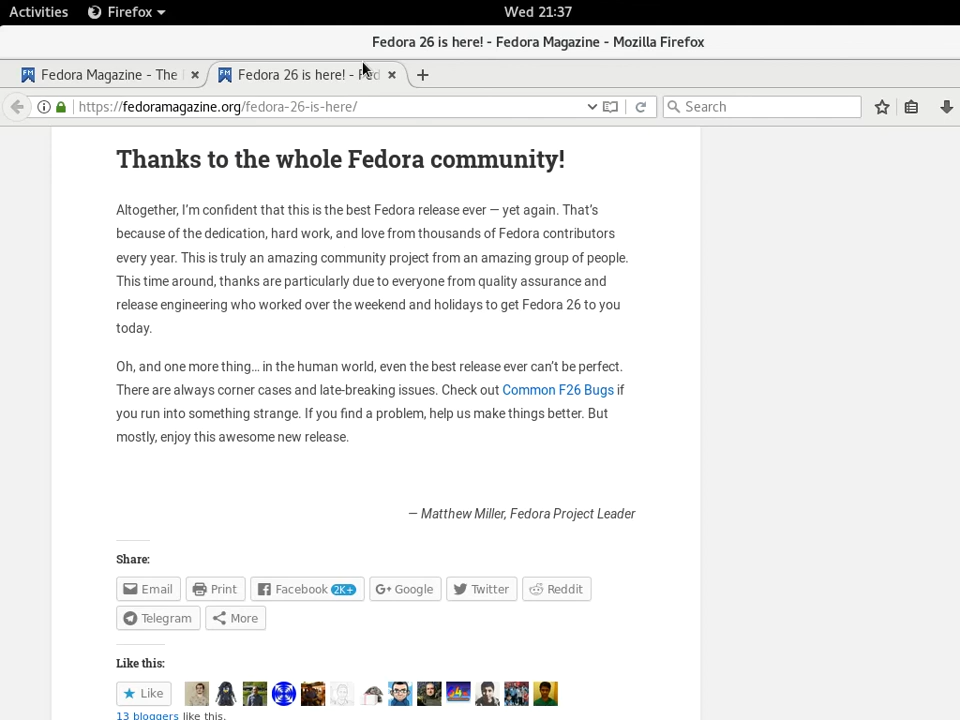 Activities Firefox Wed 21:37
Fedora 26 is here! - Fedora Magazine - Mozilla Firefox
FM Fedora Magazine - The FM Fedora 26 is here! - Fed
https://fedoramagazine.org/fedora-26-is-here/ Search
Thanks to the whole Fedora community!
Altogether, I'm confident that this is the best Fedora release ever — yet again. That's
because of the dedication, hard work, and love from thousands of Fedora contributors
every year. This is truly an amazing community project from an amazing group of people.
This time around, thanks are particularly due to everyone from quality assurance and
release engineering who worked over the weekend and holidays to get Fedora 26 to you
today.
Oh, and one more thing... in the human world, even the best release ever can't be perfect.
There are always corner cases and late-breaking issues. Check out Common F26 Bugs if
you run into something strange. If you find a problem, help us make things better. But
mostly, enjoy this awesome new release.
— Matthew Miller, Fedora Project Leader
Share:
Email Print Facebook 2K+ G+ Google Twitter Reddit
Telegram More
Like this:
Like
13 bloggers like this.